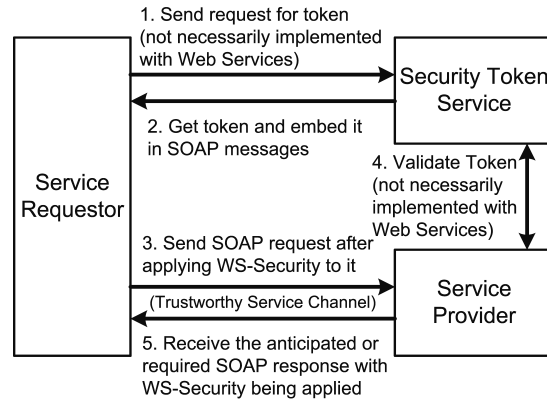 1. Send request for token
(not necessarily implemented
with Web Services)
Security Token
Service
2. Get token and embed it
in SOAP messages
Service
Requestor
4. Validate Token
(not necessarily
implemented with
Web Services)
3. Send SOAP request after
applying WS-Security to it
(Trustworthy Service Channel)
Service
Provider
5. Receive the anticipated or
required SOAP response with
WS-Security being applied